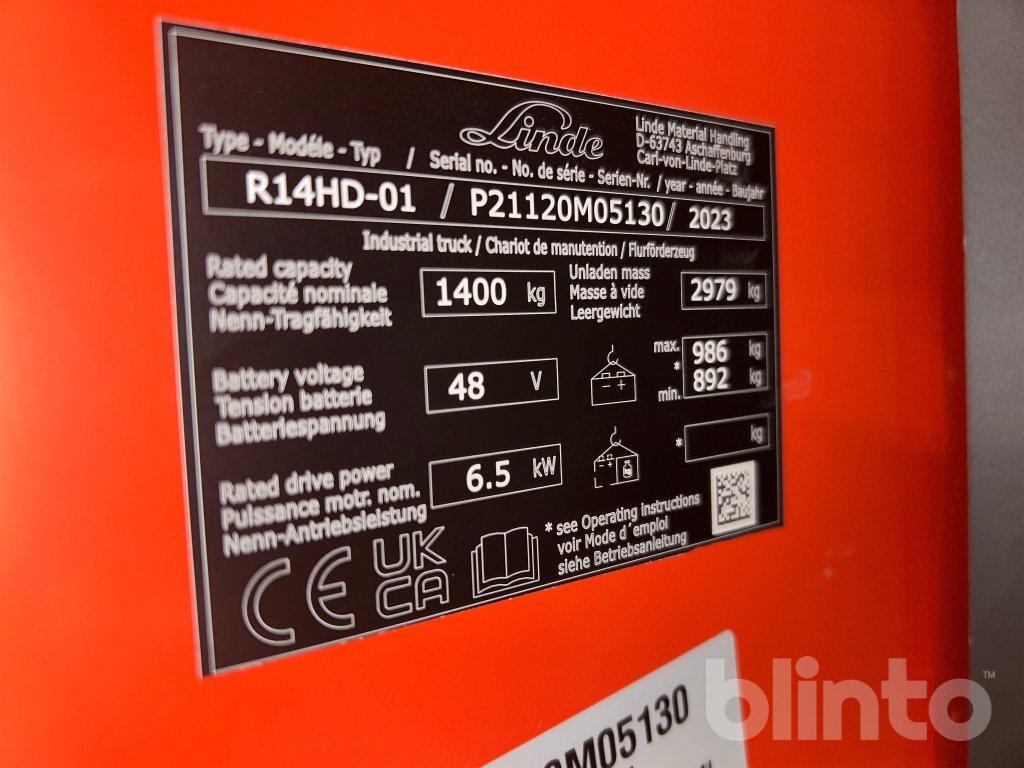 Linde
Linde Material Handling
D-63743 Aschaffenburg
Carl-von-Linde-Platz
Type - Modéle - Typ / Serial no. - No. de série - Serien-Nr. / year - année - Baujahr
R14HD-01 / P21120M05130 / 2023
Industrial truck / Chariot de manutention / Flurförderzeug
Rated capacity
Capacité nominale
Nenn-Tragfähigkeit
1400 kg
Unladen mass
Masse à vide
Leergewicht
2979 kg
Battery voltage
Tension batterie
Batteriespannung
48 V
max. 986 kg
*
min. 892 kg
Rated drive power
Puissance motr. nom.
Nenn-Antriebsleistung
6.5 kW
* kg
kg
CE
UK
CA
* see Operating instructions
voir Mode d´emploi
siehe Betriebsanleitung
M05130
blinto™